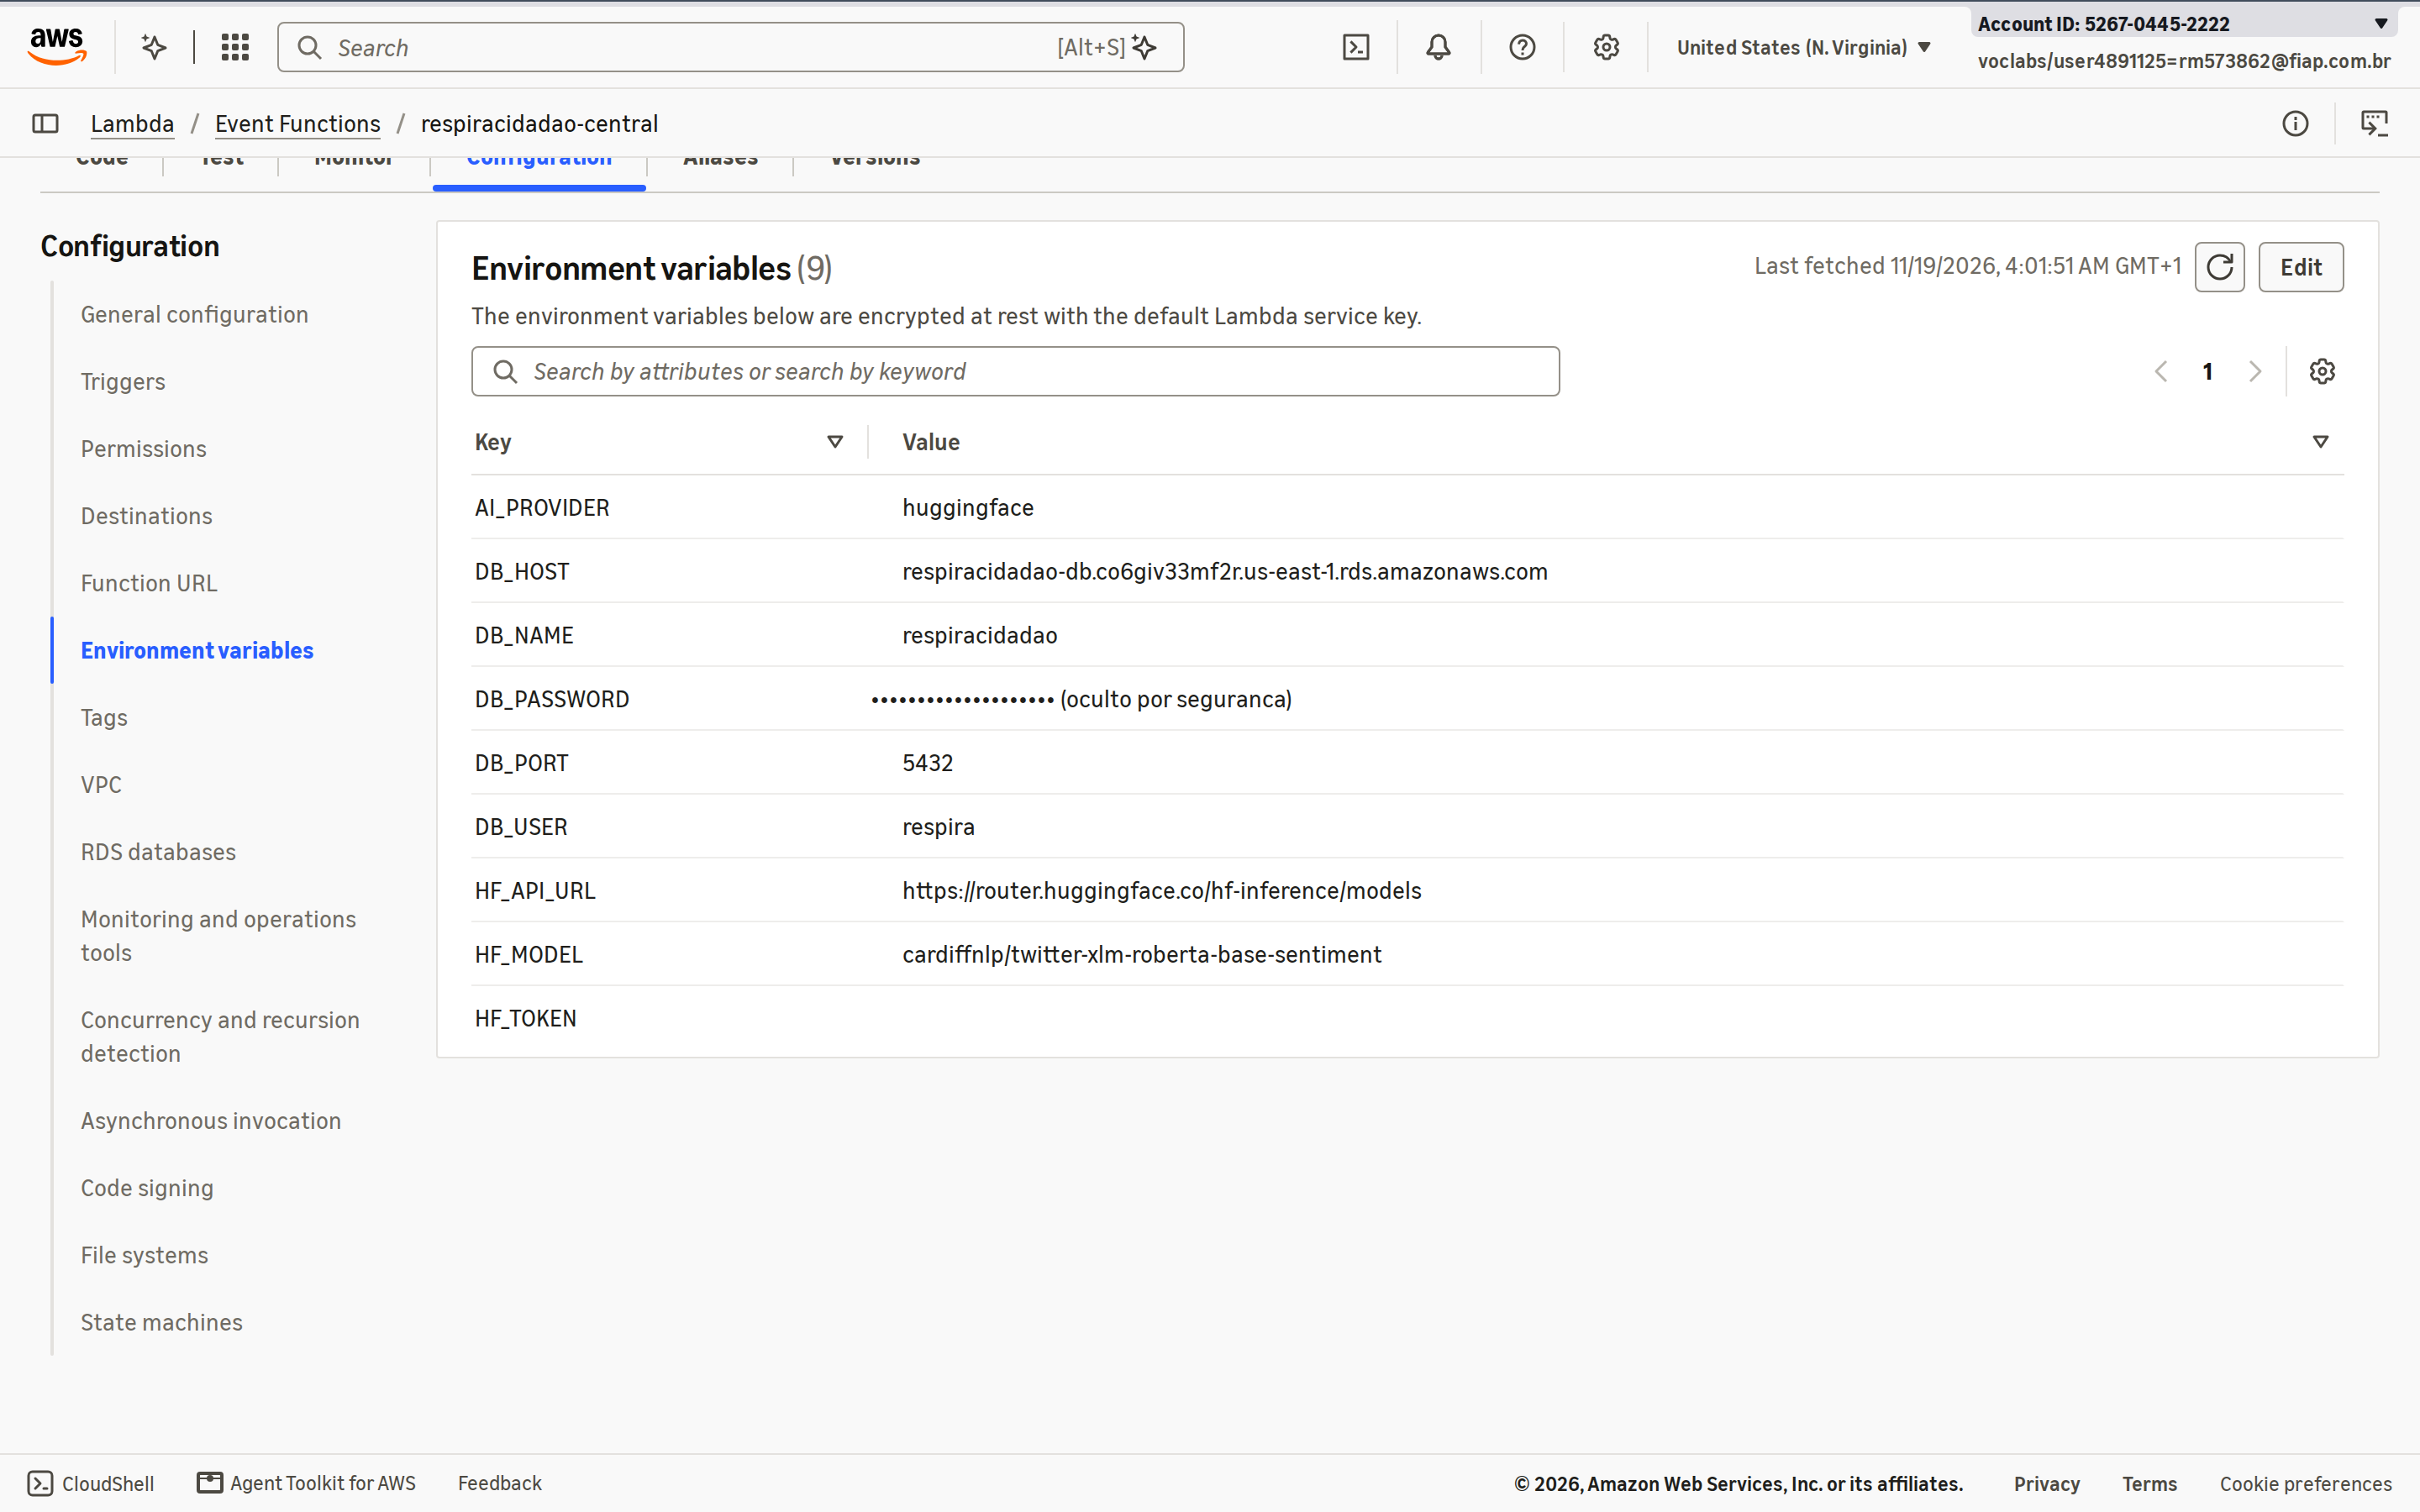 aws
Search [Alt+S]
United States (N. Virginia)
Account ID: 5267-0445-2222
voclabs/user4891125=rm573862@fiap.com.br
Lambda / Event Functions / respiracidadao-central
Code Test Monitor Configuration Aliases Versions
Configuration
General configuration
Triggers
Permissions
Destinations
Function URL
Environment variables
Tags
VPC
RDS databases
Monitoring and operations
tools
Concurrency and recursion
detection
Asynchronous invocation
Code signing
File systems
State machines
Environment variables (9)
Last fetched 11/19/2026, 4:01:51 AM GMT+1
Edit
The environment variables below are encrypted at rest with the default Lambda service key.
Search by attributes or search by keyword
1
Key Value
AI_PROVIDER huggingface
DB_HOST respiracidadao-db.co6giv33mf2r.us-east-1.rds.amazonaws.com
DB_NAME respiracidadao
DB_PASSWORD •••••••••••••••••••• (oculto por seguranca)
DB_PORT 5432
DB_USER respira
HF_API_URL https://router.huggingface.co/hf-inference/models
HF_MODEL cardiffnlp/twitter-xlm-roberta-base-sentiment
HF_TOKEN
CloudShell Agent Toolkit for AWS Feedback
© 2026, Amazon Web Services, Inc. or its affiliates. Privacy Terms Cookie preferences